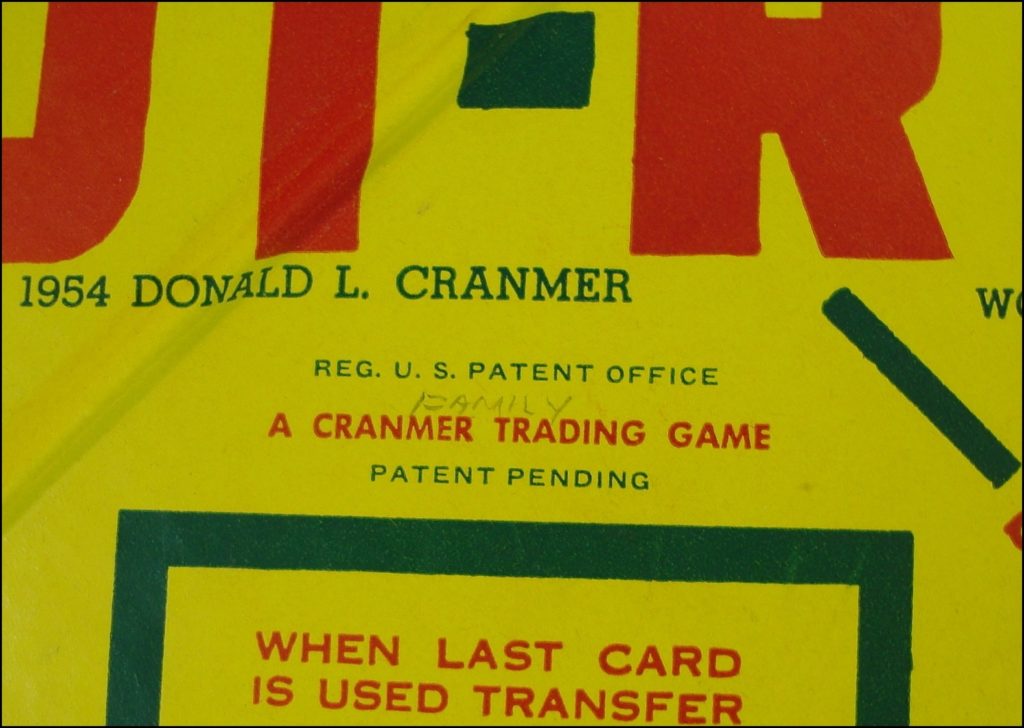 1954 DONALD L. CRANMER
REG. U. S. PATENT OFFICE
FAMILY
A CRANMER TRADING GAME
PATENT PENDING
WHEN LAST CARD
IS USED TRANSFER